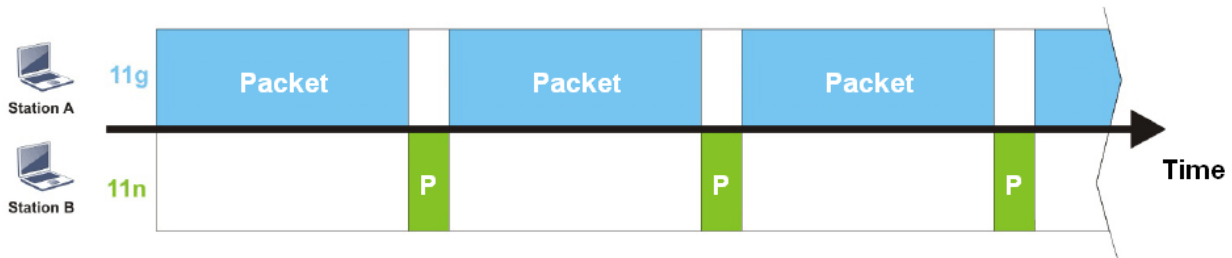 11g
Packet
Packet
Packet
Station A
11n
P
P
P
Time
Station B